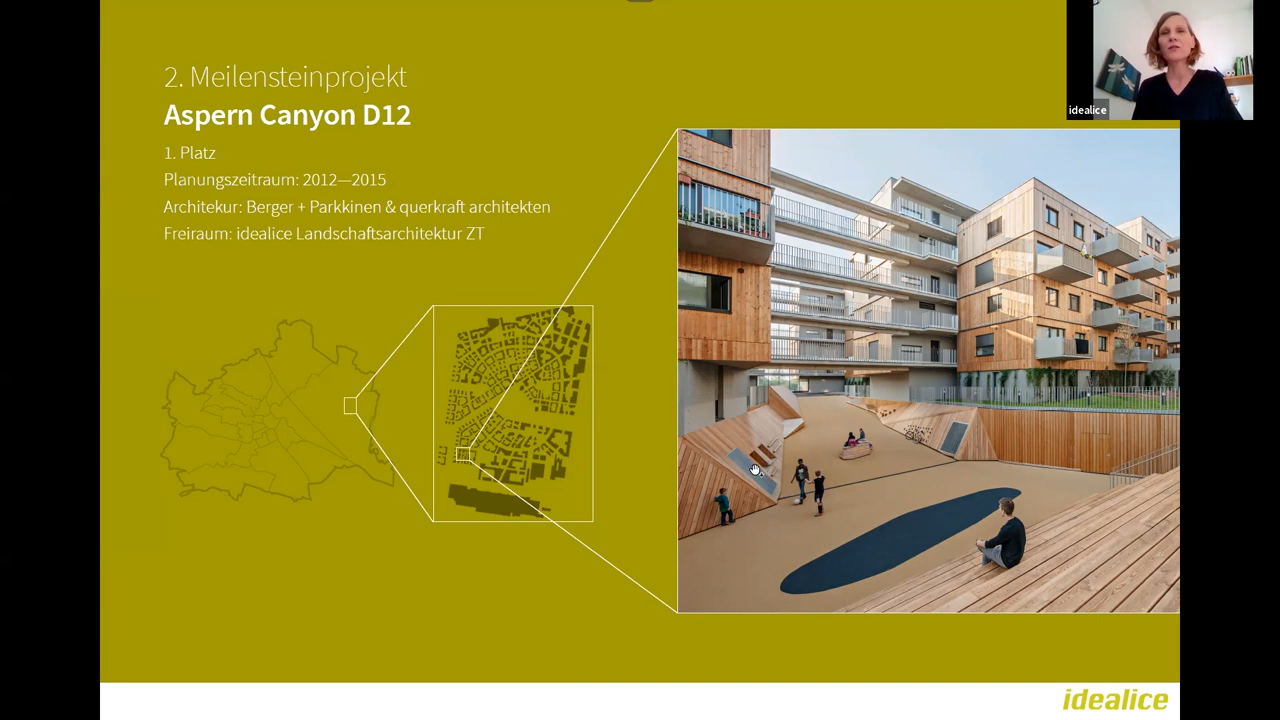 2. Meilensteinprojekt
Aspern Canyon D12
1. Platz
Planungszeitraum: 2012—2015
Architekur: Berger + Parkkinen & querkraft architekten
Freiraum: idealice Landschaftsarchitektur ZT
idealice
idealice